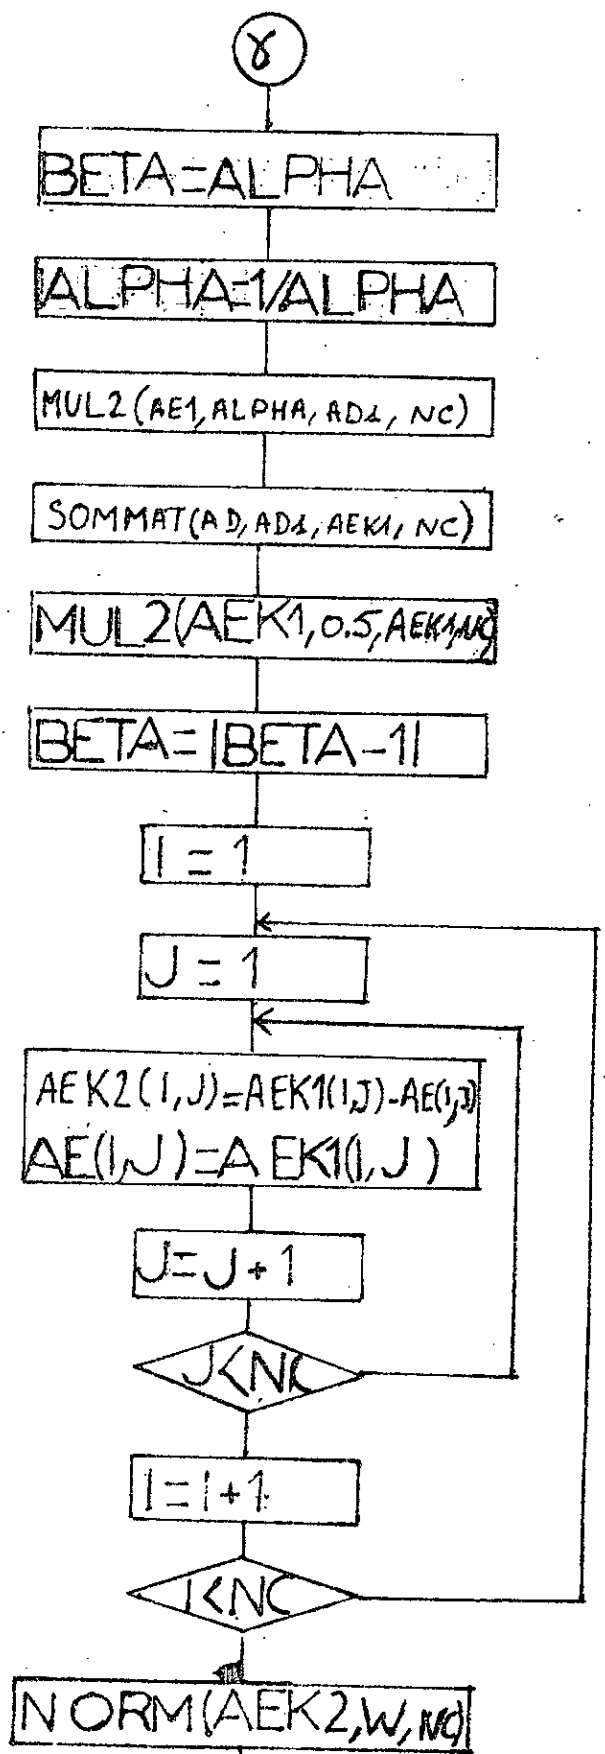 γ
BETA=ALPHA
ALPHA=1/ALPHA
MUL2(AE1,ALPHA,AD1,NC)
SOMMAT(AD,AD1,AEK1,NC)
MUL2(AEK1,0.5,AEK1,NC)
BETA=|BETA-1|
I=1
J=1
AEK2(I,J)=AEK1(I,J)-AE(I,J)
AE(I,J)=AEK1(I,J)
J=J+1
J<NC
I=I+1
I<NC
NORM(AEK2,W,NC)